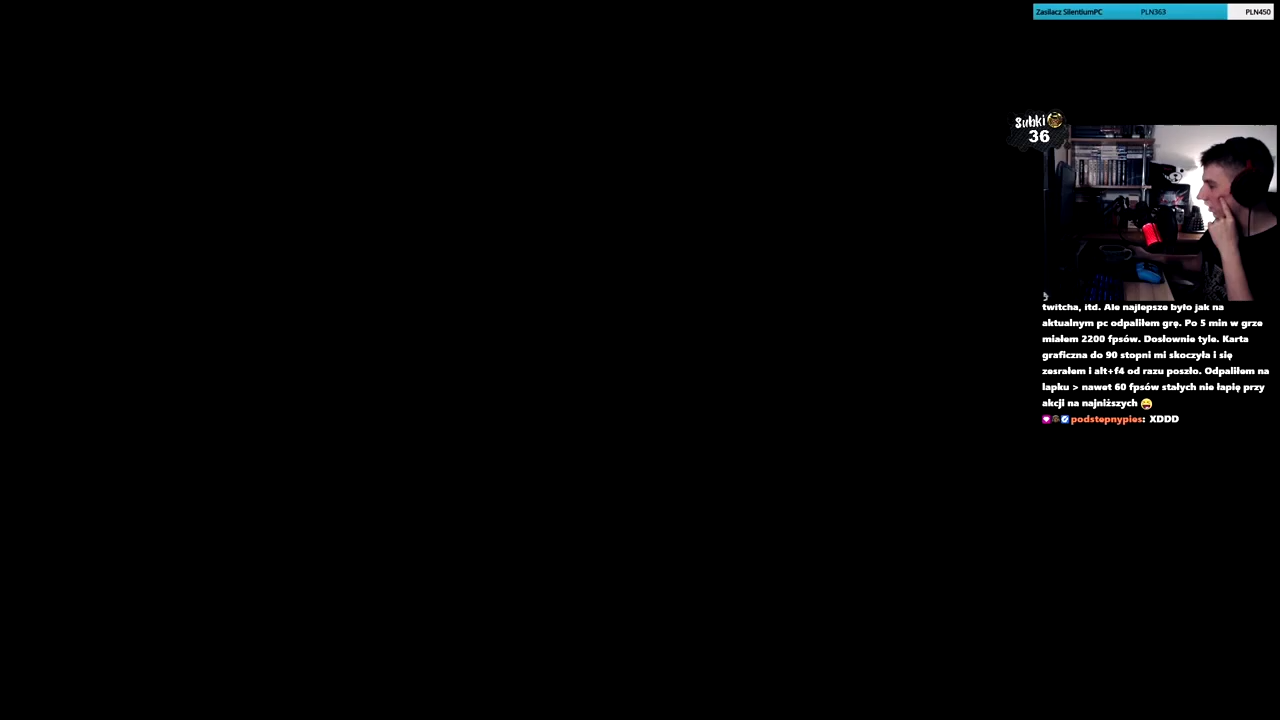 Zasilacz SilentiumPC PLN363 PLN450
Subki
36
twitcha, itd. Ale najlepsze było jak na
aktualnym pc odpaliłem grę. Po 5 min w grze
miałem 2200 fpsów. Dosłownie tyle. Karta
graficzna do 90 stopni mi skoczyła i się
zesrałem i alt+f4 od razu poszło. Odpaliłem na
lapku > nawet 60 fpsów stałych nie łapię przy
akcji na najniższych 😜
podstepnypies: XDDD